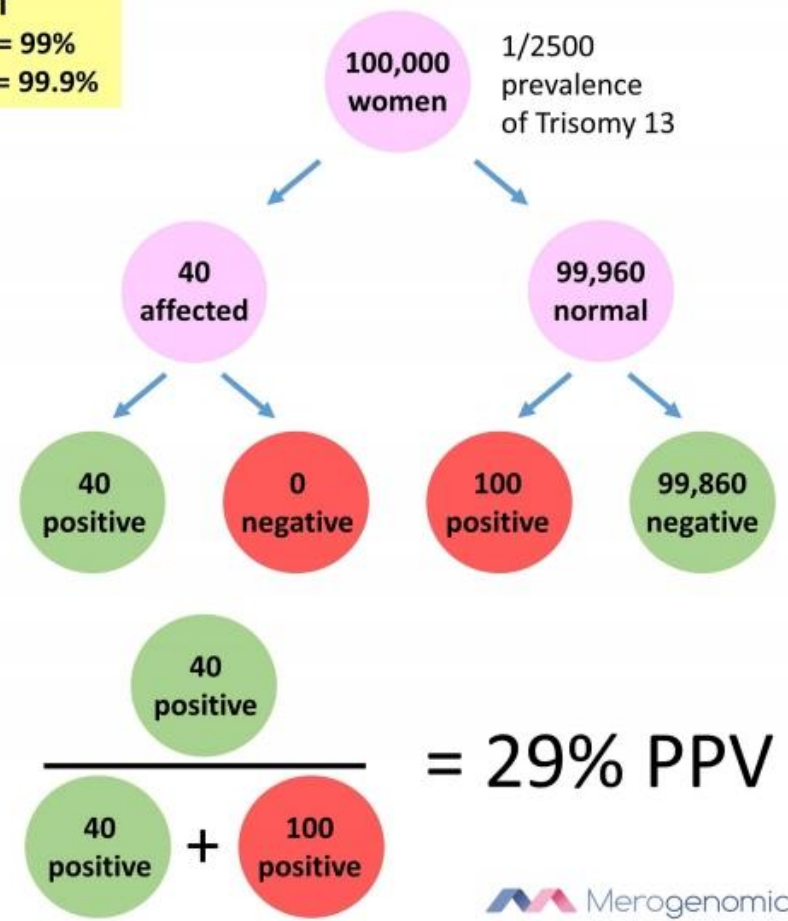 = 99%
= 99.9%
100,000
women
1/2500
prevalence
of Trisomy 13
40
affected
99,960
normal
40
positive
0
negative
100
positive
99,860
negative
40
positive
40
positive
+
100
positive
= 29% PPV
Merogenomic